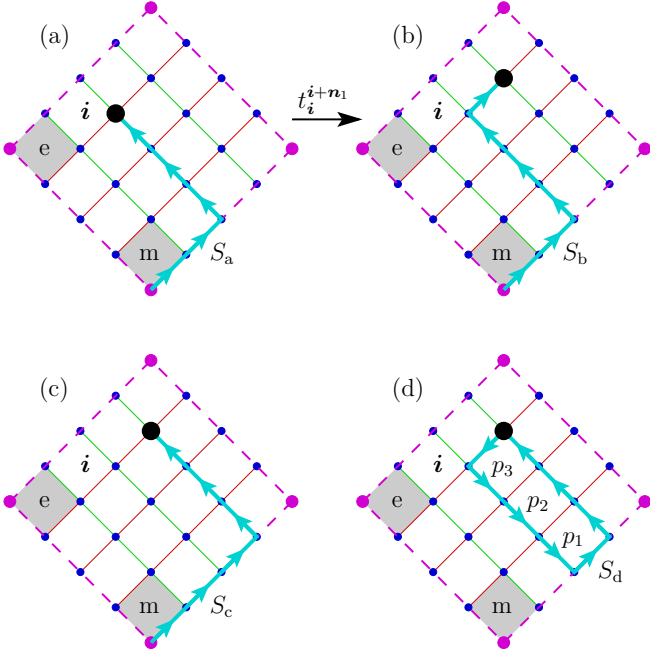 (a)
(b)
i
t_i^{i+n_1}
i
e
e
m
S_a
m
S_b
(c)
(d)
i
i
p_3
e
e
p_2
p_1
S_d
m
S_c
m